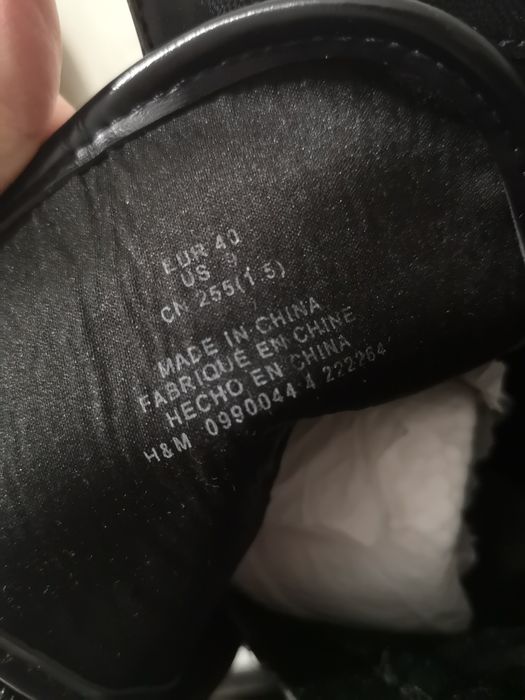 EUR 40
US 9
CN 255(1.5)
MADE IN CHINA
FABRIQUE EN CHINE
HECHO EN CHINA
H&M 0990044 4 222264